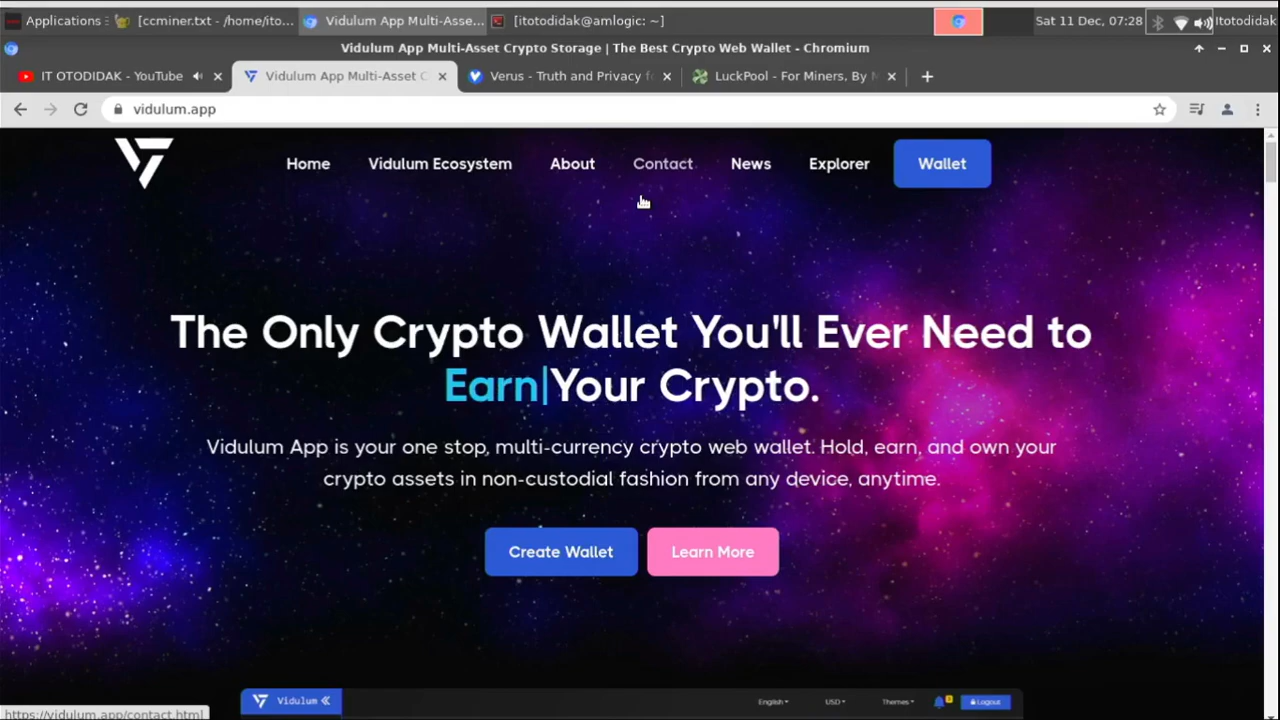 Applications
[ccminer.txt - /home/ito...
Vidulum App Multi-Asse...
[itotodidak@amlogic: ~]
Sat 11 Dec, 07:28
Itotodidak
Vidulum App Multi-Asset Crypto Storage | The Best Crypto Web Wallet - Chromium
IT OTODIDAK - YouTube
Vidulum App Multi-Asset C
Verus - Truth and Privacy f
LuckPool - For Miners, By M
vidulum.app
Home
Vidulum Ecosystem
About
Contact
News
Explorer
Wallet
The Only Crypto Wallet You'll Ever Need to
Earn|Your Crypto.
Vidulum App is your one stop, multi-currency crypto web wallet. Hold, earn, and own your
crypto assets in non-custodial fashion from any device, anytime.
Create Wallet
Learn More
Vidulum
English
USD
Themes
Logout
https://vidulum.app/contact.html